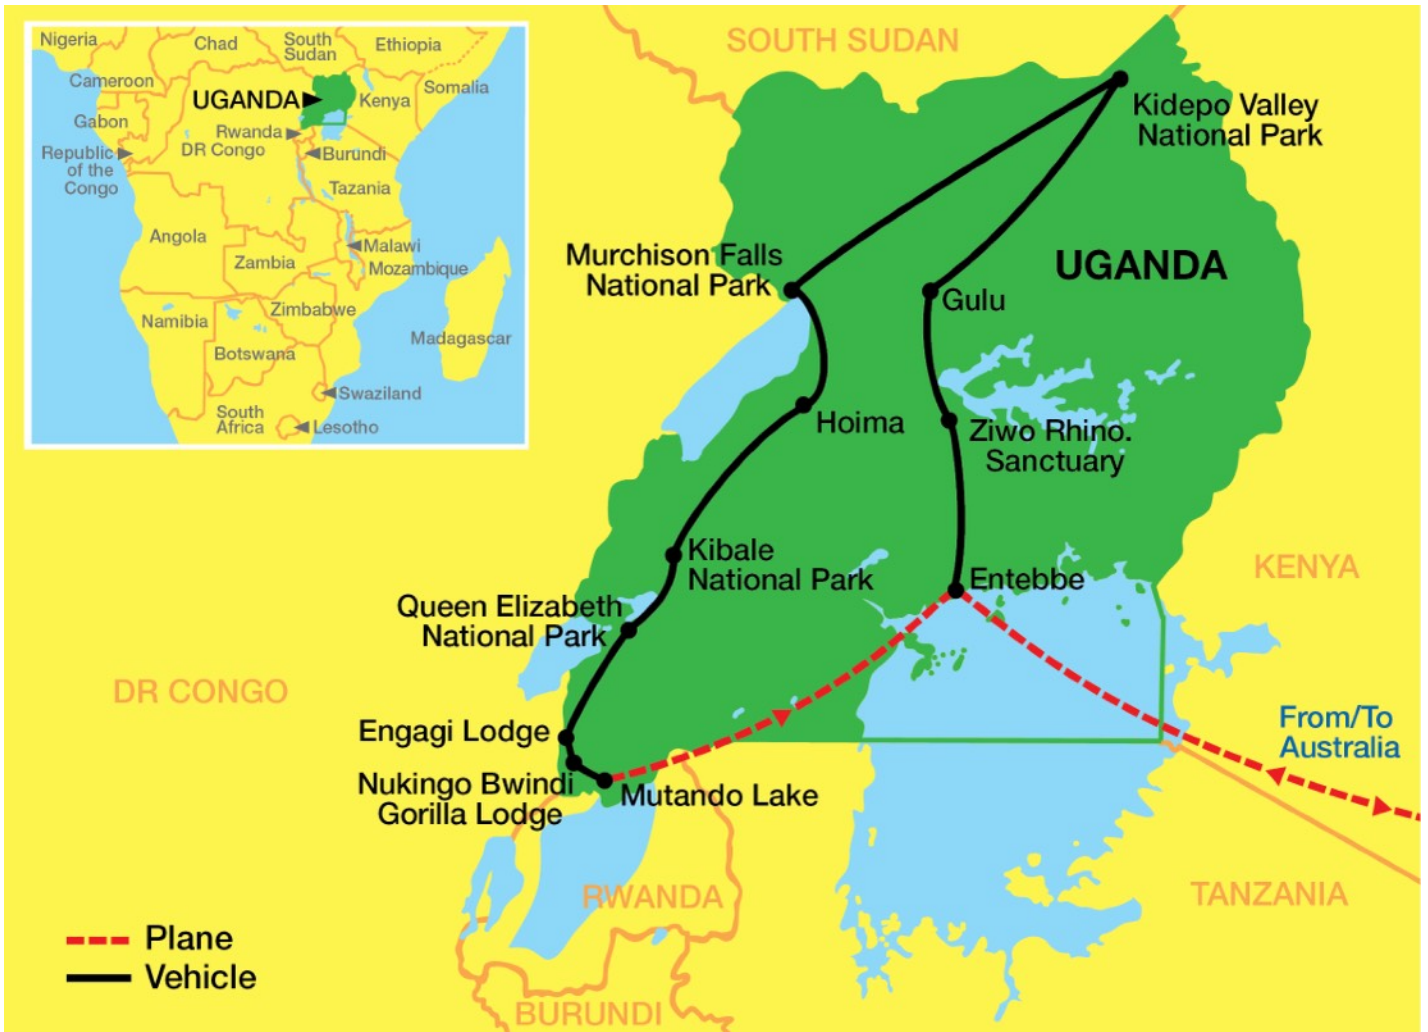 Nigeria
Chad
South
Sudan
Ethiopia
Cameroon
UGANDA
Kenya
Somalia
Gabon
Rwanda
DR Congo
Republic
of the
Congo
Burundi
Tazania
Angola
Zambia
Malawi
Mozambique
Namibia
Zimbabwe
Botswana
Madagascar
Swaziland
South
Africa
Lesotho
SOUTH SUDAN
Kidepo Valley
National Park
Murchison Falls
National Park
UGANDA
Gulu
Hoima
Ziwo Rhino.
Sanctuary
Kibale
National Park
Entebbe
KENYA
Queen Elizabeth
National Park
DR CONGO
Engagi Lodge
From/To
Australia
Nukingo Bwindi
Gorilla Lodge
Mutando Lake
RWANDA
TANZANIA
Plane
Vehicle
BURUNDI